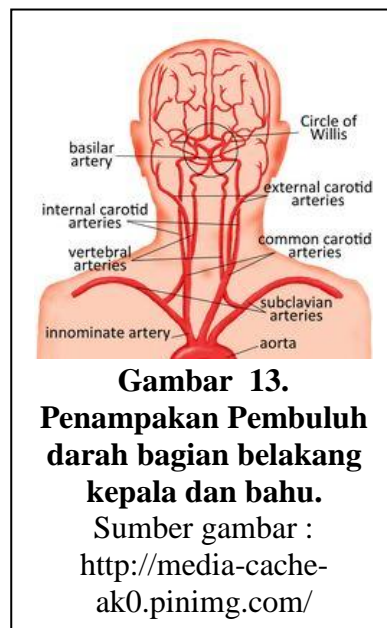 Circle of
Willis
basilar
artery
external carotid
arteries
internal carotid
arteries
common carotid
arteries
vertebral
arteries
subclavian
arteries
innominate artery
aorta
Gambar 13.
Penampakan Pembuluh
darah bagian belakang
kepala dan bahu.
Sumber gambar :
http://media-cache-
ak0.pinimg.com/